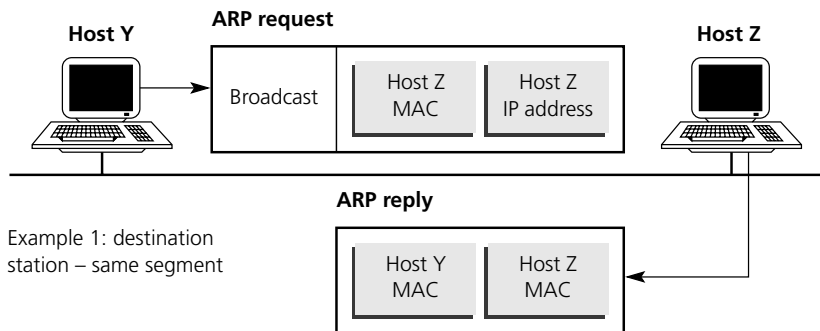 ARP request
Host Y
Host Z
Broadcast
Host Z
MAC
Host Z
IP address
ARP reply
Example 1: destination
station – same segment
Host Y
MAC
Host Z
MAC